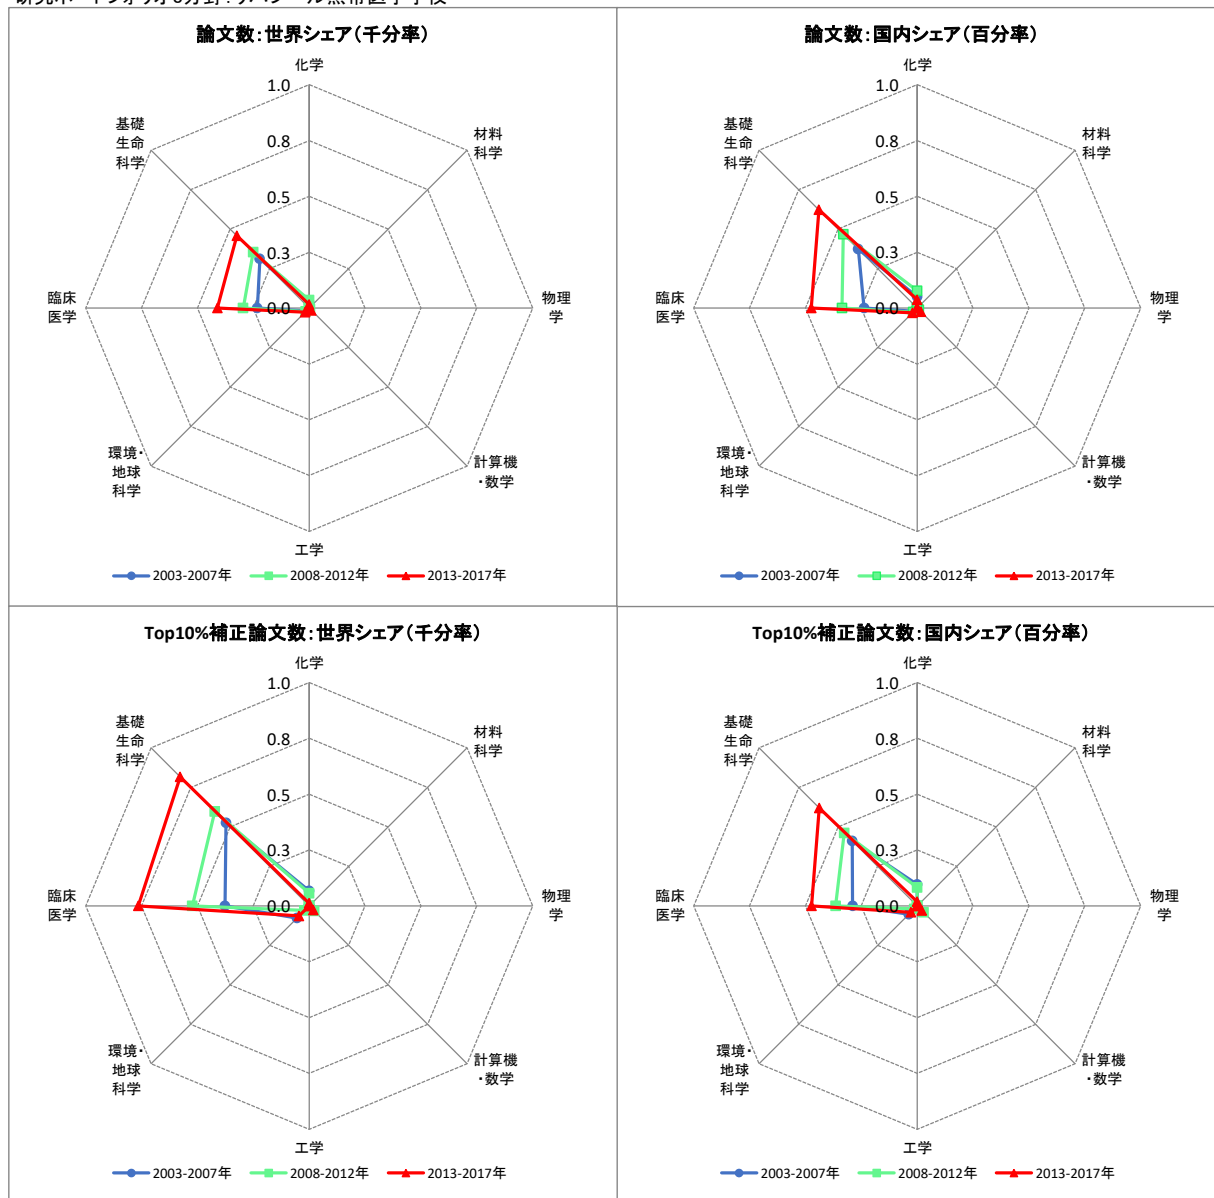 論文数：世界シェア（千分率）
化学
1.0
0.8
0.5
0.3
0.0
材料
科学
物理
学
計算機
・数学
工学
環境・
地球
科学
臨床
医学
基礎
生命
科学
2003-2007年 2008-2012年 2013-2017年
論文数：国内シェア（百分率）
化学
1.0
0.8
0.5
0.3
0.0
材料
科学
物理
学
計算機
・数学
工学
環境・
地球
科学
臨床
医学
基礎
生命
科学
2003-2007年 2008-2012年 2013-2017年
Top10%補正論文数：世界シェア（千分率）
化学
1.0
0.8
0.5
0.3
0.0
材料
科学
物理
学
計算機
・数学
工学
環境・
地球
科学
臨床
医学
基礎
生命
科学
2003-2007年 2008-2012年 2013-2017年
Top10%補正論文数：国内シェア（百分率）
化学
1.0
0.8
0.5
0.3
0.0
材料
科学
物理
学
計算機
・数学
工学
環境・
地球
科学
臨床
医学
基礎
生命
科学
2003-2007年 2008-2012年 2013-2017年